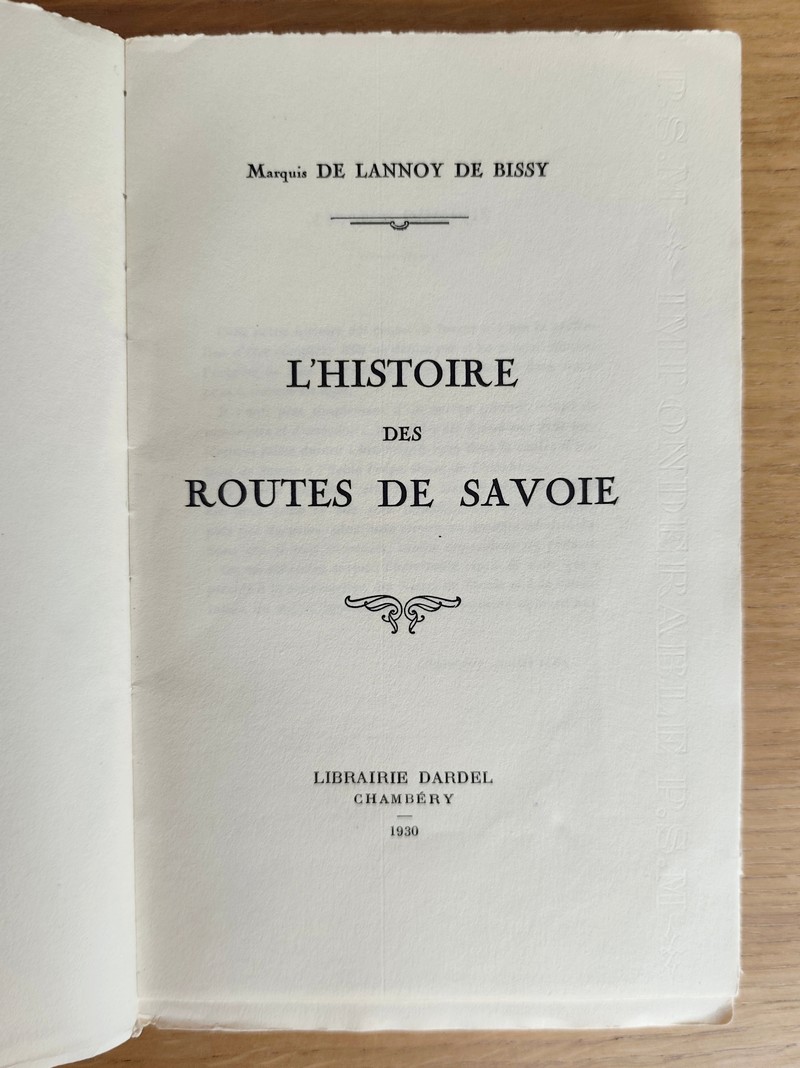 Marquis DE LANNOY DE BISSY
L'HISTOIRE
DES
ROUTES DE SAVOIE
LIBRAIRIE DARDEL
CHAMBÉRY
1930